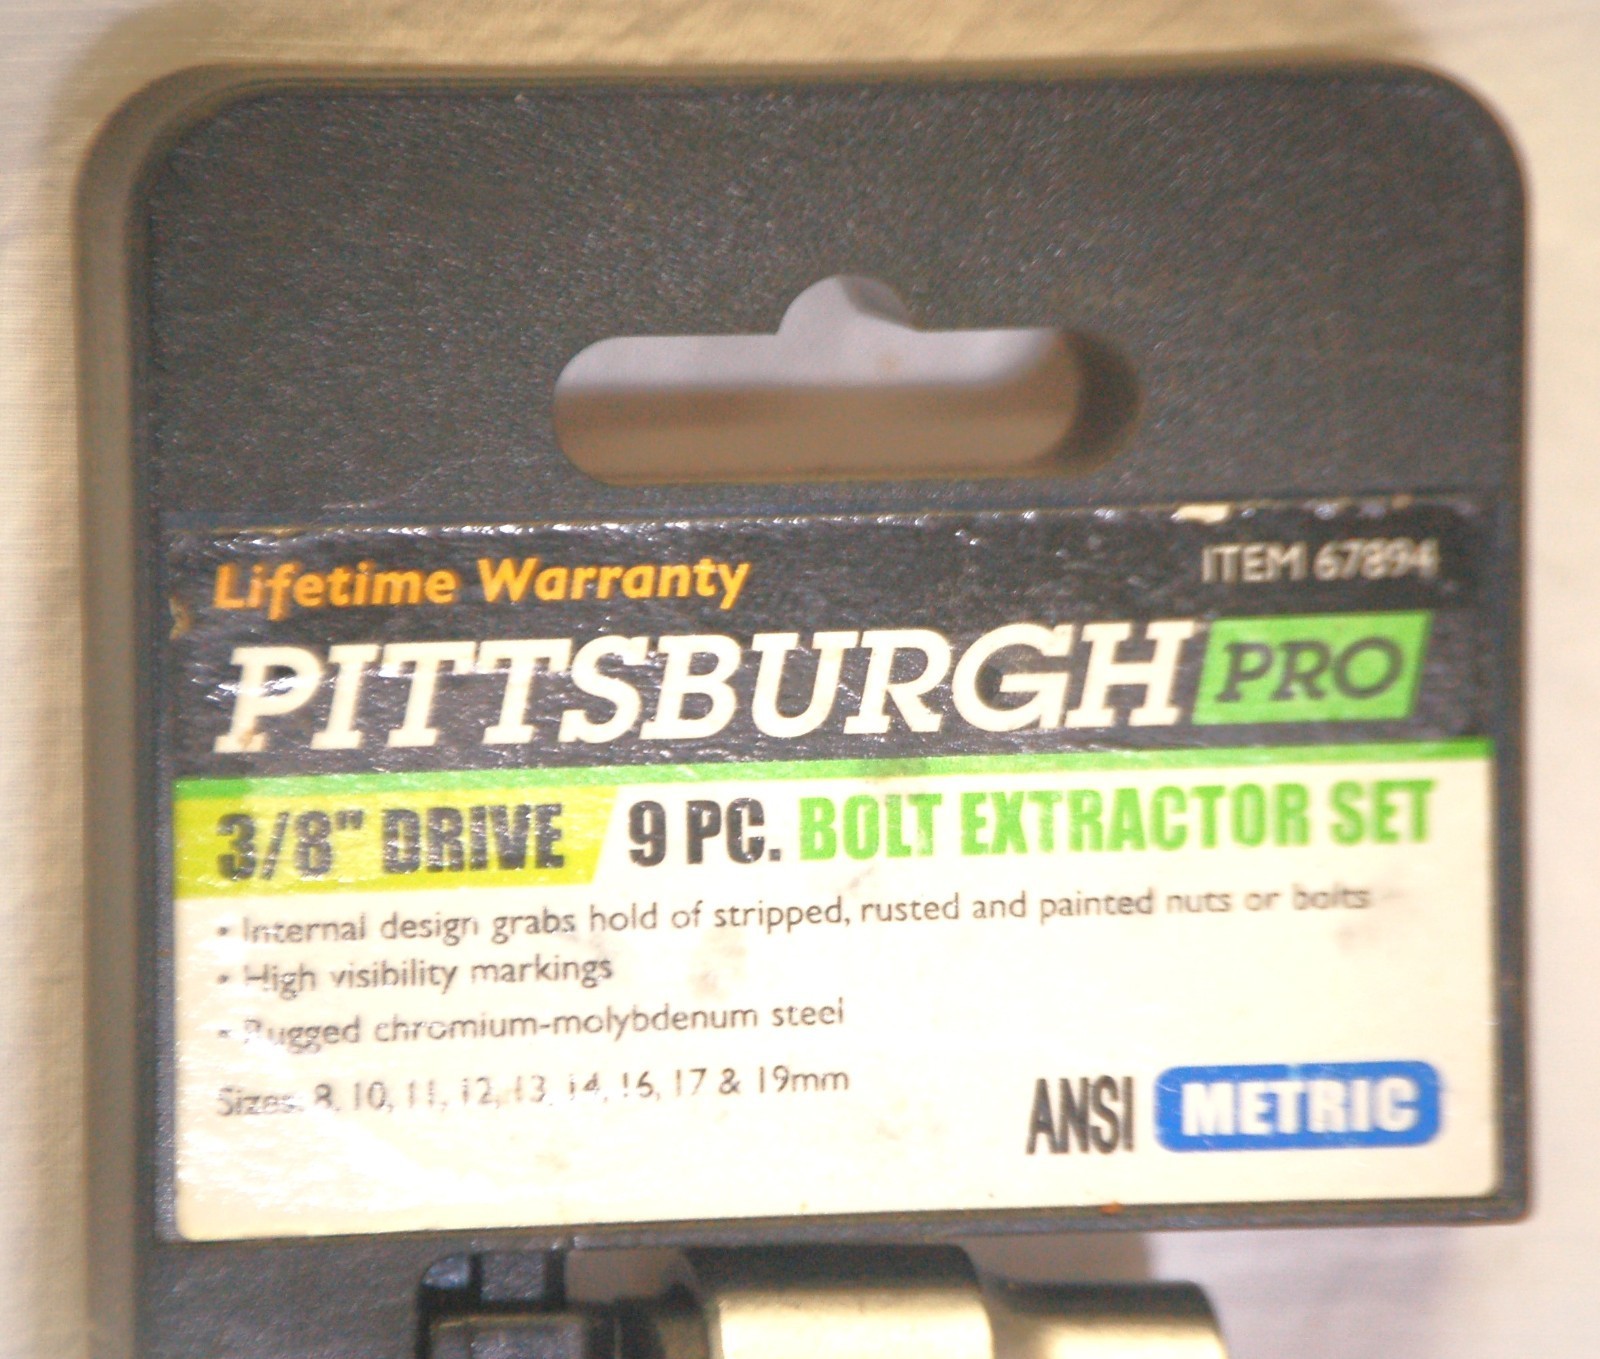 Lifetime Warranty
ITEM 67894
PITTSBURGH PRO
3/8" DRIVE 9 PC. BOLT EXTRACTOR SET
• Internal design grabs hold of stripped, rusted and painted nuts or bolts
• High visibility markings
• Rugged chromium-molybdenum steel
Sizes: 8, 10, 11, 12, 13, 14, 16, 17 & 19mm
ANSI METRIC